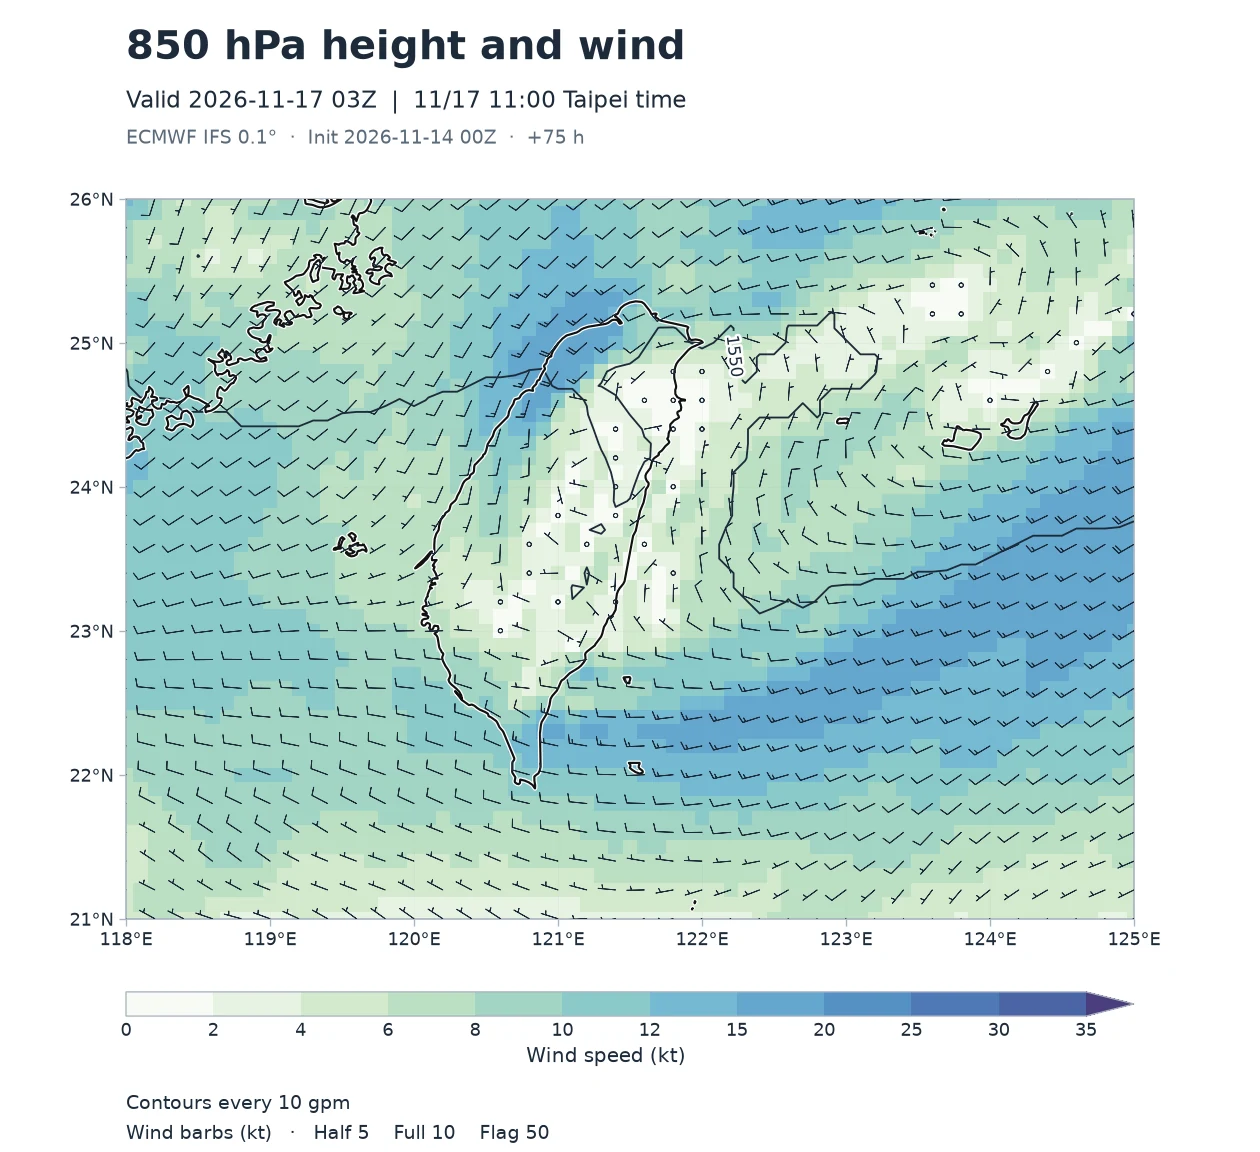 850 hPa height and wind
Valid 2026-11-17 03Z | 11/17 11:00 Taipei time
ECMWF IFS 0.1° · Init 2026-11-14 00Z · +75 h
26°N
25°N
24°N
23°N
22°N
21°N
1550
118°E 119°E 120°E 121°E 122°E 123°E 124°E 125°E
0 2 4 6 8 10 12 15 20 25 30 35
Wind speed (kt)
Contours every 10 gpm
Wind barbs (kt) · Half 5 Full 10 Flag 50